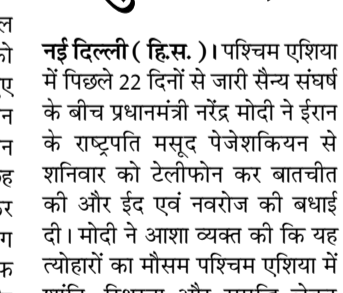 नई दिल्ली ( हि.स. )। पश्चिम एशिया
में पिछले 22 दिनों से जारी सैन्य संघर्ष
के बीच प्रधानमंत्री नरेंद्र मोदी ने ईरान
के राष्ट्रपति मसूद पेजेशकियन से
शनिवार को टेलीफोन कर बातचीत
की और ईद एवं नवरोज की बधाई
दी। मोदी ने आशा व्यक्त की कि यह
त्योहारों का मौसम पश्चिम एशिया में